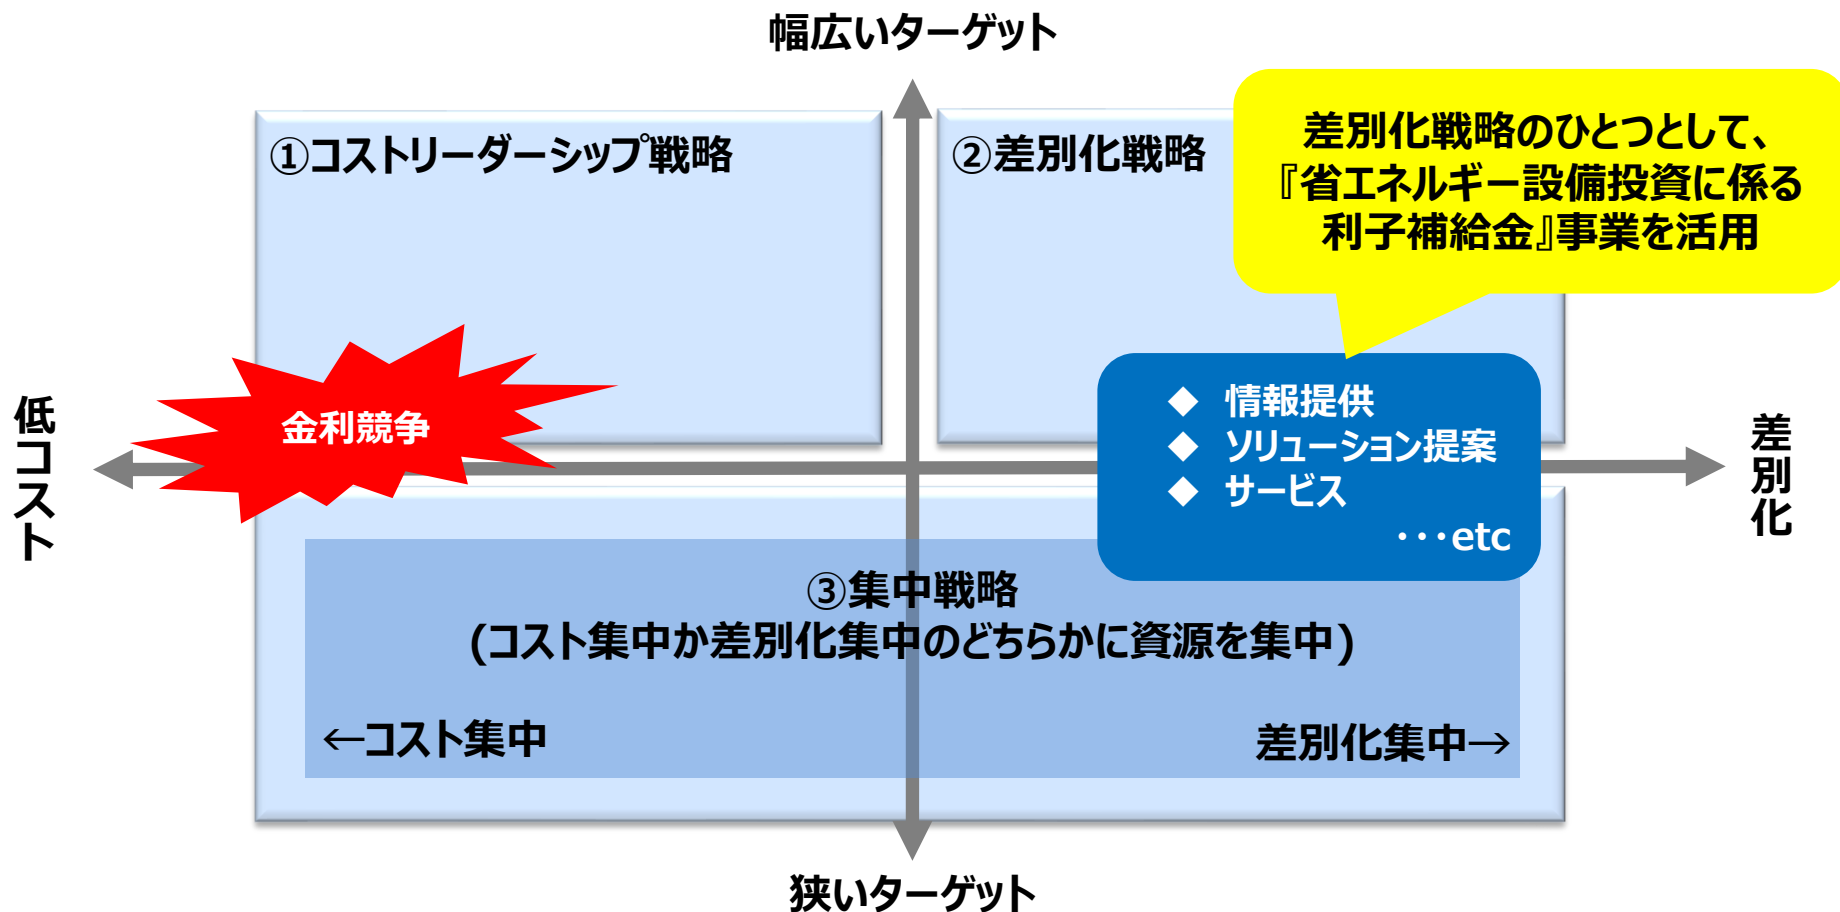 幅広いターゲット
①コストリーダーシップ戦略
②差別化戦略
差別化戦略のひとつとして、
『省エネルギー設備投資に係る
利子補給金』事業を活用
金利競争
低コスト
◆ 情報提供
◆ ソリューション提案
◆ サービス
・・・etc
差別化
③集中戦略
(コスト集中か差別化集中のどちらかに資源を集中)
←コスト集中
差別化集中→
狭いターゲット